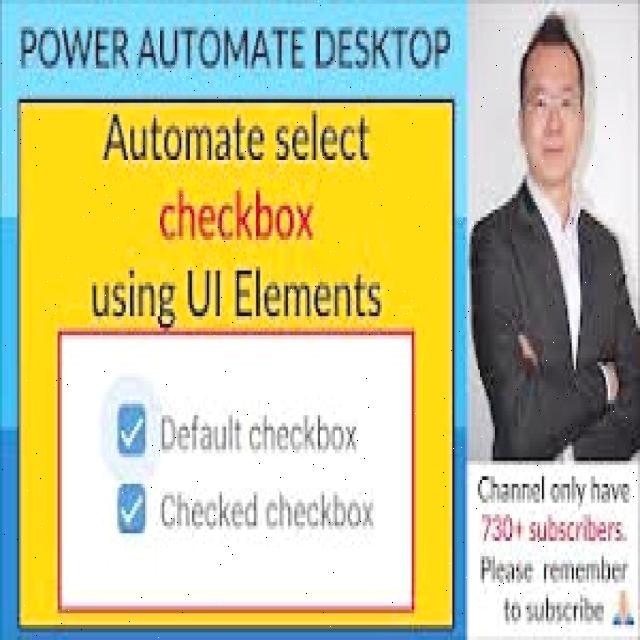 POWER AUTOMATE DESKTOP
Automate select
checkbox
using UI Elements
Default checkbox
Checked checkbox
Channel only have
730+ subscribers.
Please remember
to subscribe